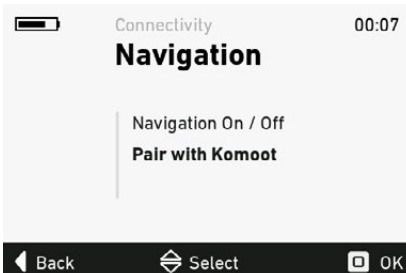 Connectivity
00:07
Navigation
Navigation On / Off
Pair with Komoot
Back
Select
OK